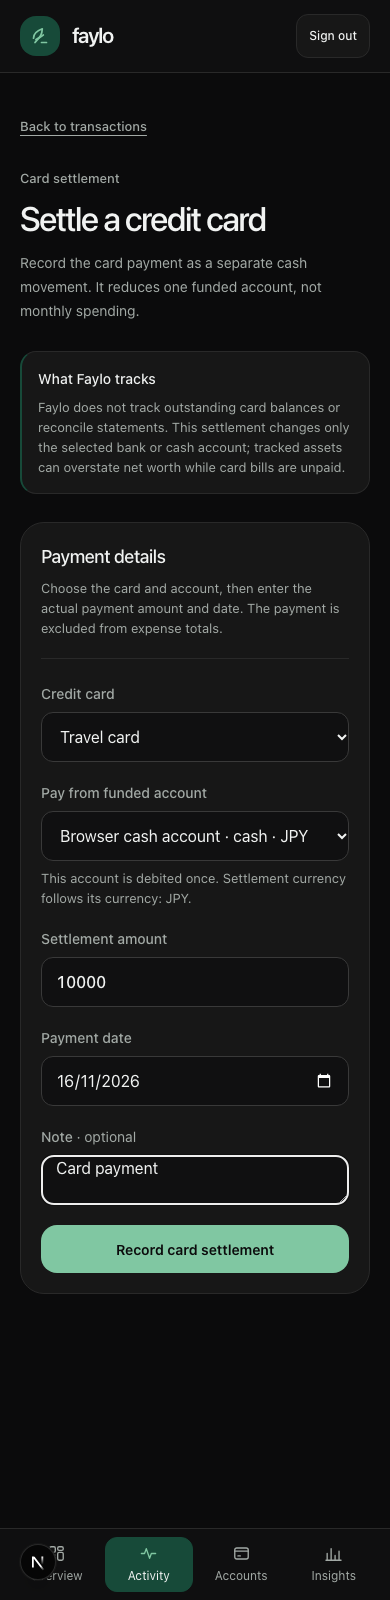 faylo
Sign out
Back to transactions
Card settlement
Settle a credit card
Record the card payment as a separate cash
movement. It reduces one funded account, not
monthly spending.
What Faylo tracks
Faylo does not track outstanding card balances or
reconcile statements. This settlement changes only
the selected bank or cash account; tracked assets
can overstate net worth while card bills are unpaid.
Payment details
Choose the card and account, then enter the
actual payment amount and date. The payment is
excluded from expense totals.
Credit card
Travel card
Pay from funded account
Browser cash account · cash · JPY
This account is debited once. Settlement currency
follows its currency: JPY.
Settlement amount
10000
Payment date
16/11/2026
Note · optional
Card payment
Record card settlement
N
erview
Activity
Accounts
Insights